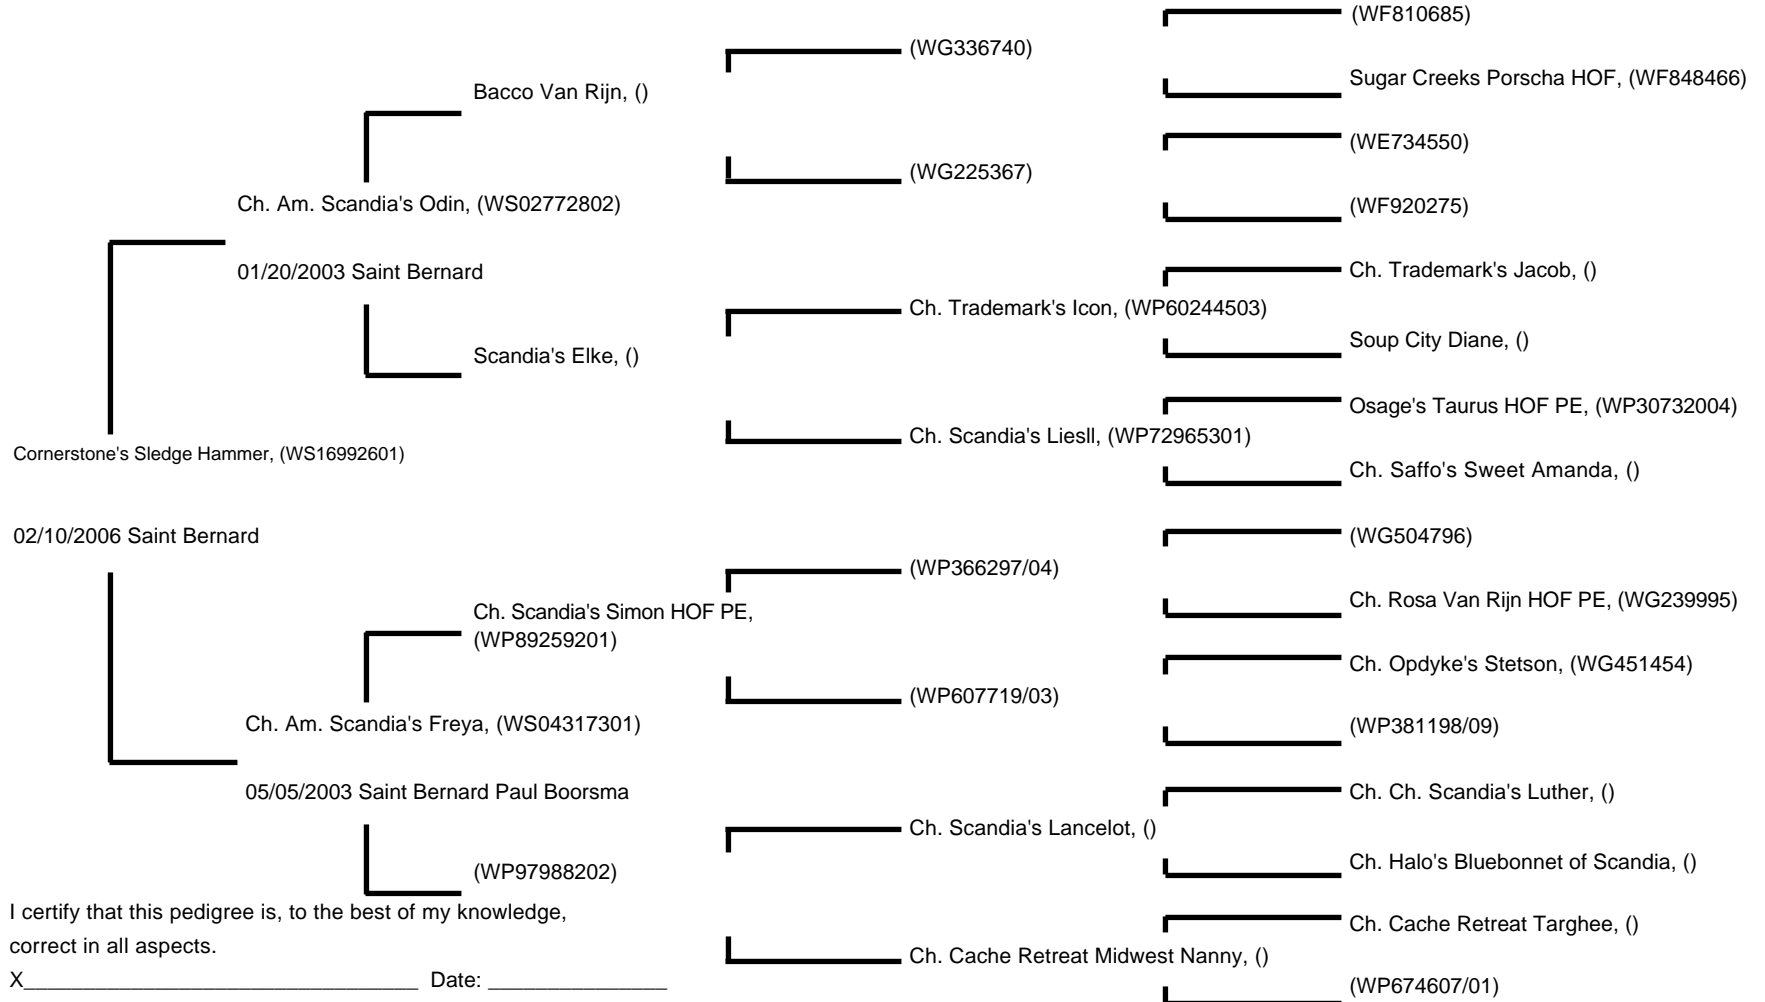 (WF810685)
(WG336740)
Sugar Creeks Porscha HOF, (WF848466)
Bacco Van Rijn, ()
(WE734550)
(WG225367)
Ch. Am. Scandia's Odin, (WS02772802)
(WF920275)
01/20/2003 Saint Bernard
Ch. Trademark's Jacob, ()
Ch. Trademark's Icon, (WP60244503)
Soup City Diane, ()
Scandia's Elke, ()
Osage's Taurus HOF PE, (WP30732004)
Ch. Scandia's Liesll, (WP72965301)
Cornerstone's Sledge Hammer, (WS16992601)
Ch. Saffo's Sweet Amanda, ()
02/10/2006 Saint Bernard
(WG504796)
(WP366297/04)
Ch. Rosa Van Rijn HOF PE, (WG239995)
Ch. Scandia's Simon HOF PE,
(WP89259201)
Ch. Opdyke's Stetson, (WG451454)
(WP607719/03)
Ch. Am. Scandia's Freya, (WS04317301)
(WP381198/09)
05/05/2003 Saint Bernard Paul Boorsma
Ch. Ch. Scandia's Luther, ()
Ch. Scandia's Lancelot, ()
Ch. Halo's Bluebonnet of Scandia, ()
(WP97988202)
I certify that this pedigree is, to the best of my knowledge,
correct in all aspects.
Ch. Cache Retreat Targhee, ()
Ch. Cache Retreat Midwest Nanny, ()
X_________________________________ Date: _______________
(WP674607/01)